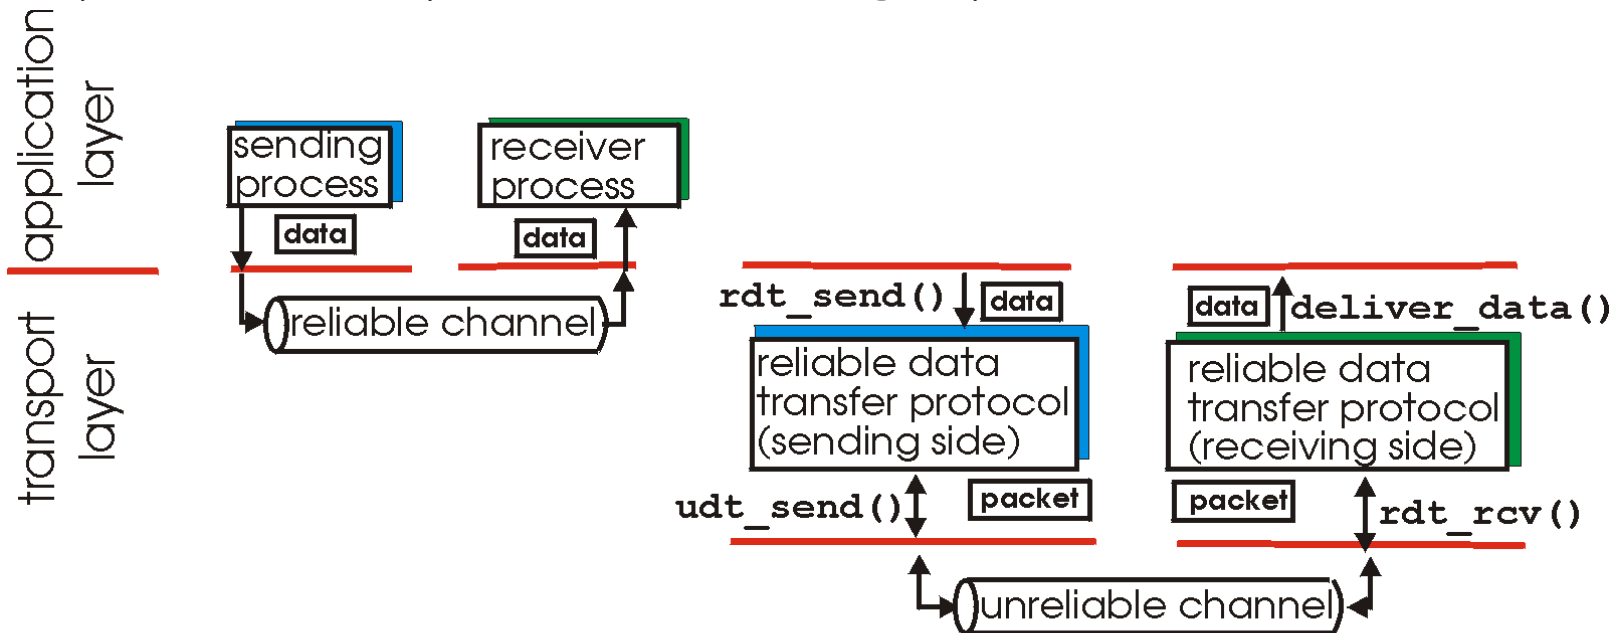 application
layer
transport
layer
sending
process
data
receiver
process
data
reliable channel
rdt_send()
data
reliable data
transfer protocol
(sending side)
udt_send()
packet
data
deliver_data()
reliable data
transfer protocol
(receiving side)
packet
rdt_rcv()
unreliable channel